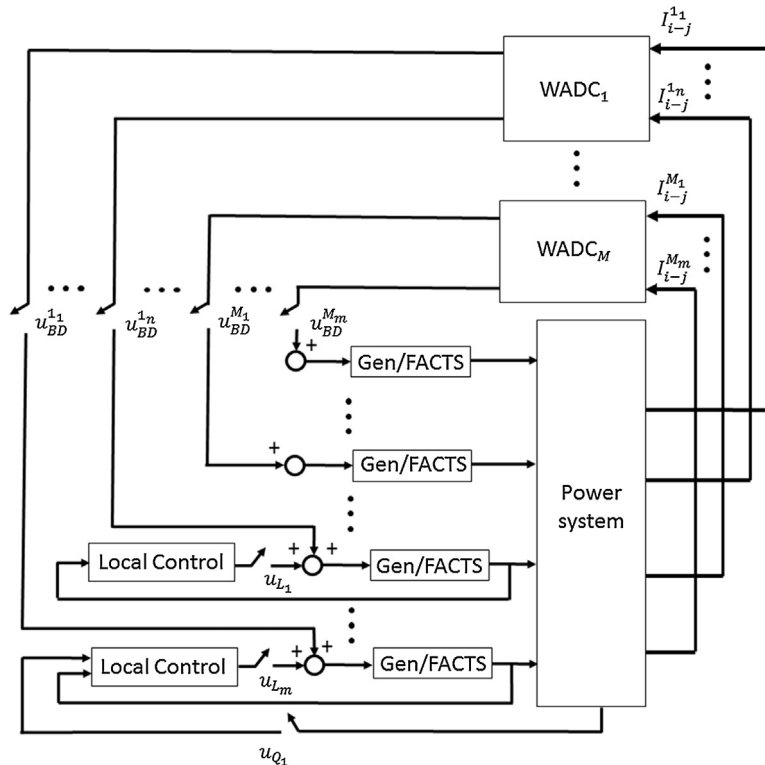 I_{i-j}^{1_1}
WADC_1
I_{i-j}^{1_n}
I_{i-j}^{M_1}
WADC_M
I_{i-j}^{M_m}
u_{BD}^{1_1}
u_{BD}^{1_n}
u_{BD}^{M_1}
u_{BD}^{M_m}
+
Gen/FACTS
+
Gen/FACTS
Power
system
+ +
Local Control
Gen/FACTS
u_{L_1}
+ +
Local Control
Gen/FACTS
u_{L_m}
u_{Q_1}